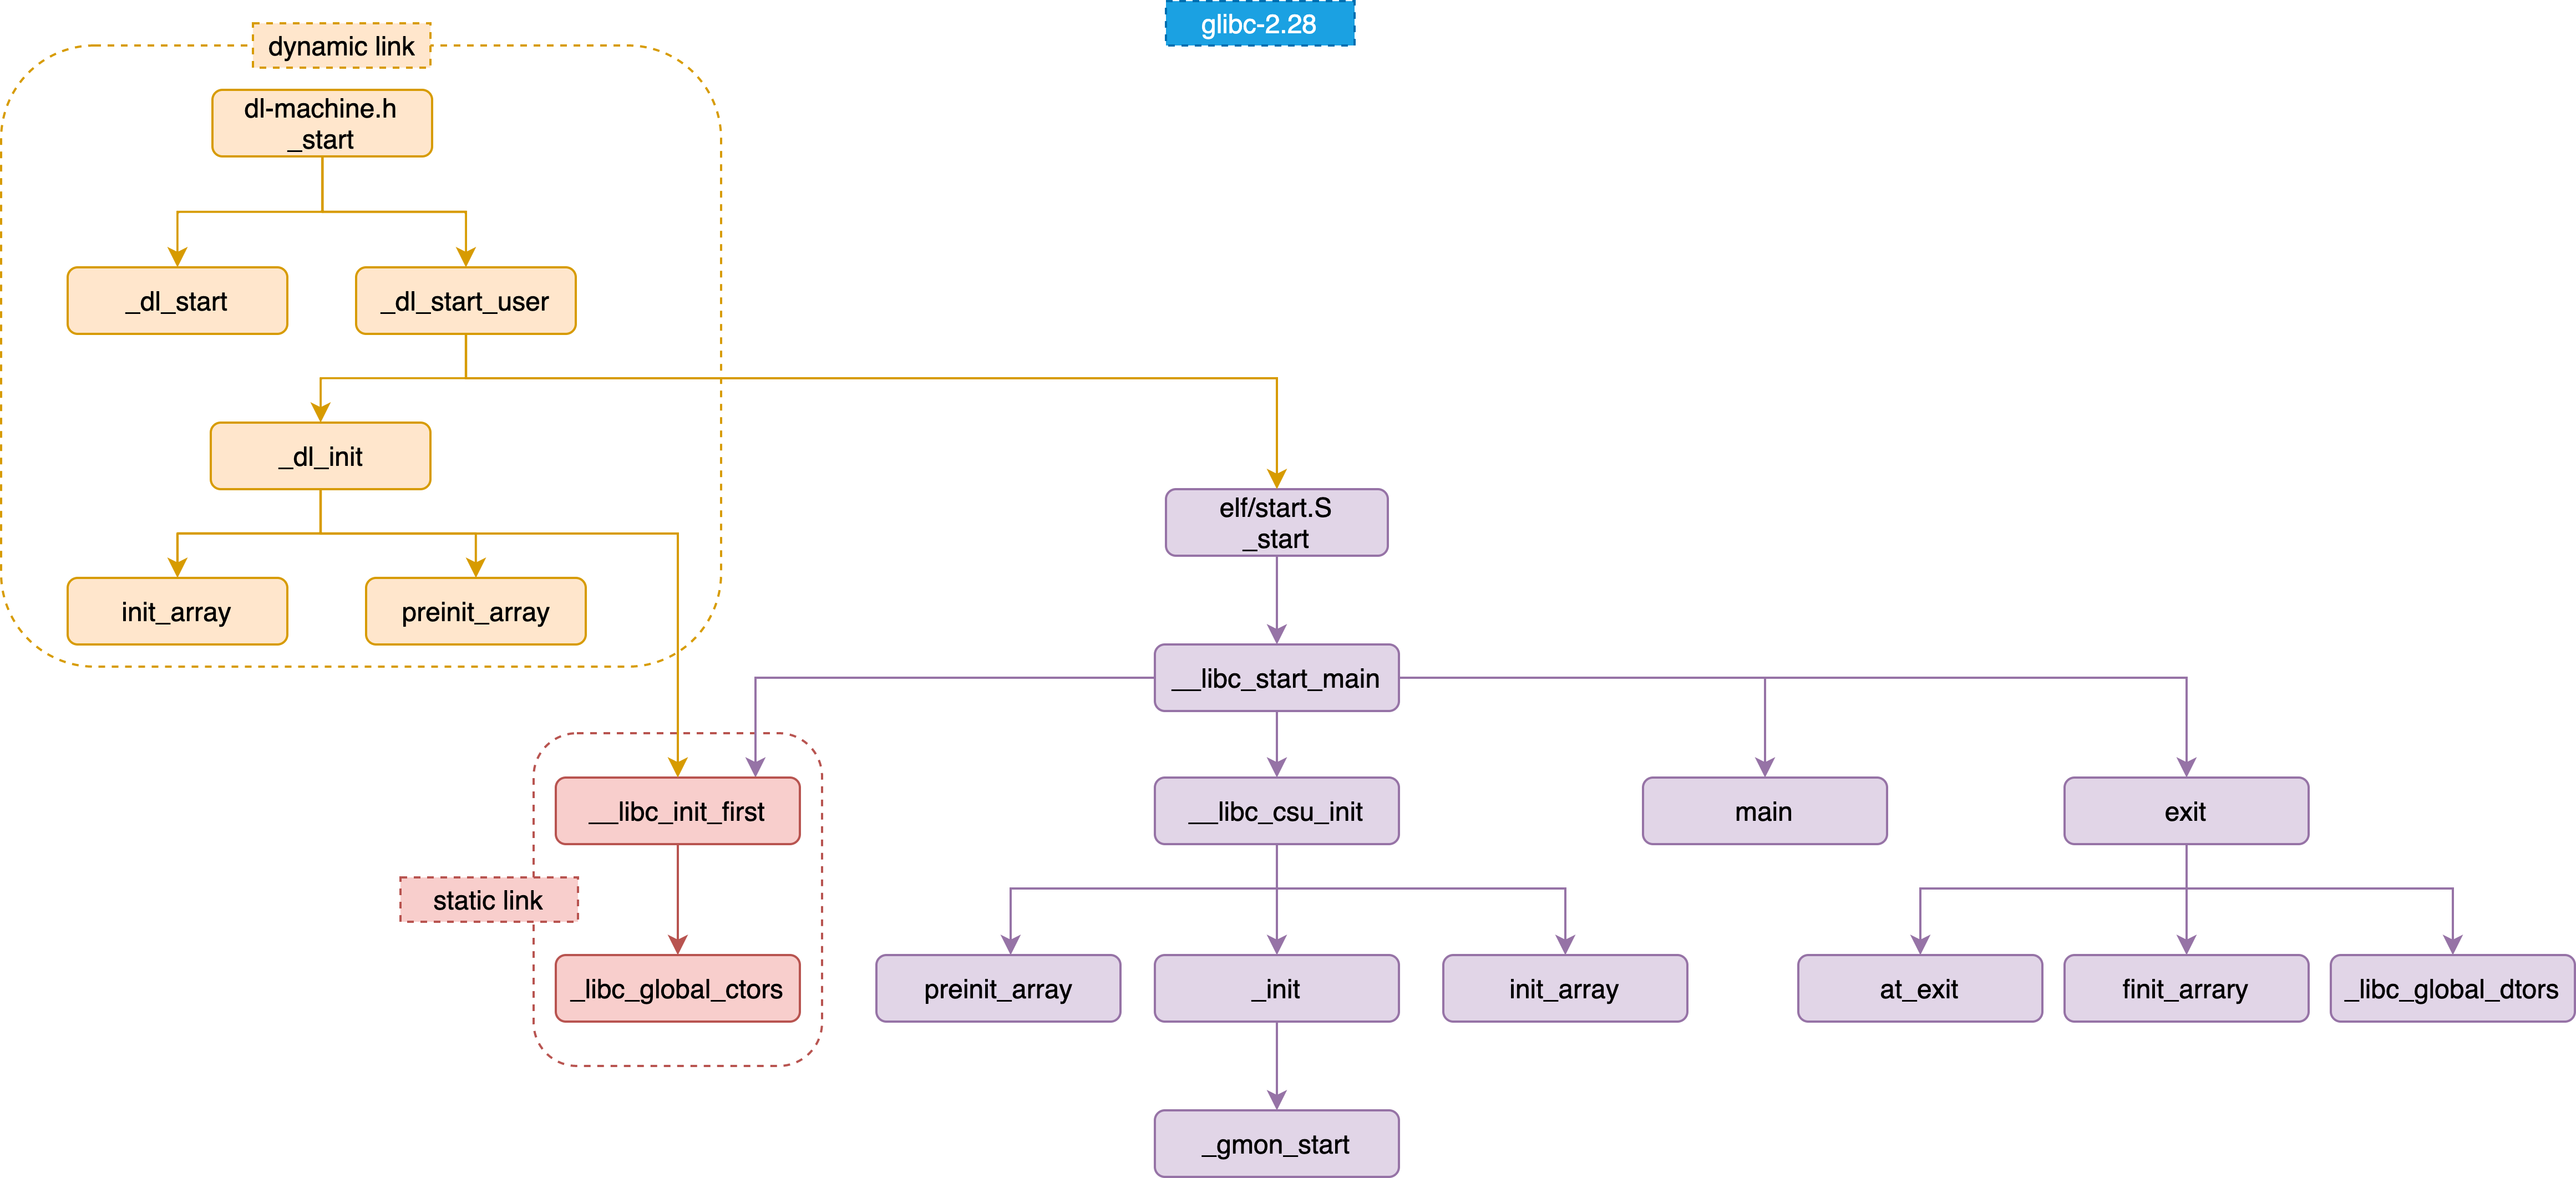 glibc-2.28
dynamic link
dl-machine.h
_start
_dl_start
_dl_start_user
_dl_init
init_array
preinit_array
elf/start.S
_start
__libc_start_main
__libc_init_first
__libc_csu_init
main
exit
static link
_libc_global_ctors
preinit_array
_init
init_array
at_exit
finit_arrary
_libc_global_dtors
_gmon_start